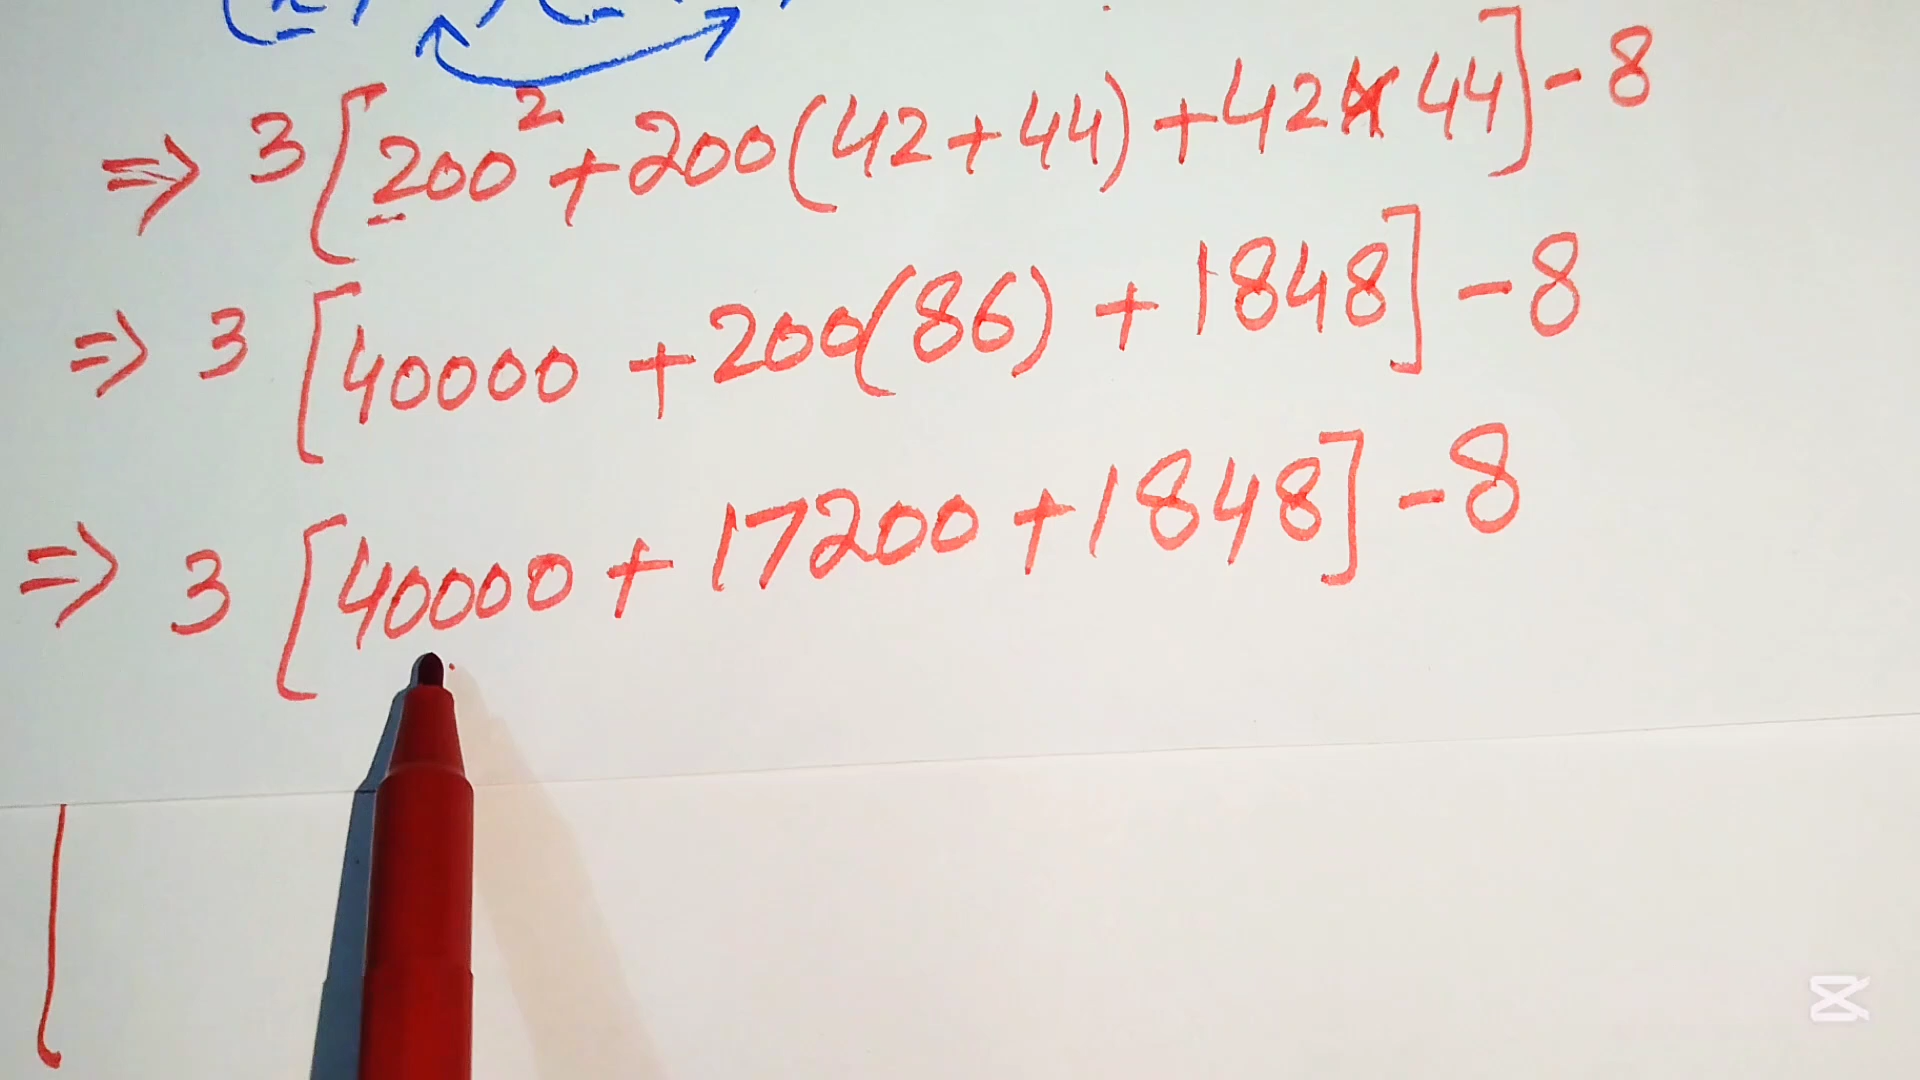 ⇒ 3[200² + 200(42+44) + 42×44] - 8
⇒ 3[40000 + 200(86) + 1848] - 8
⇒ 3[40000 + 17200 + 1848] - 8